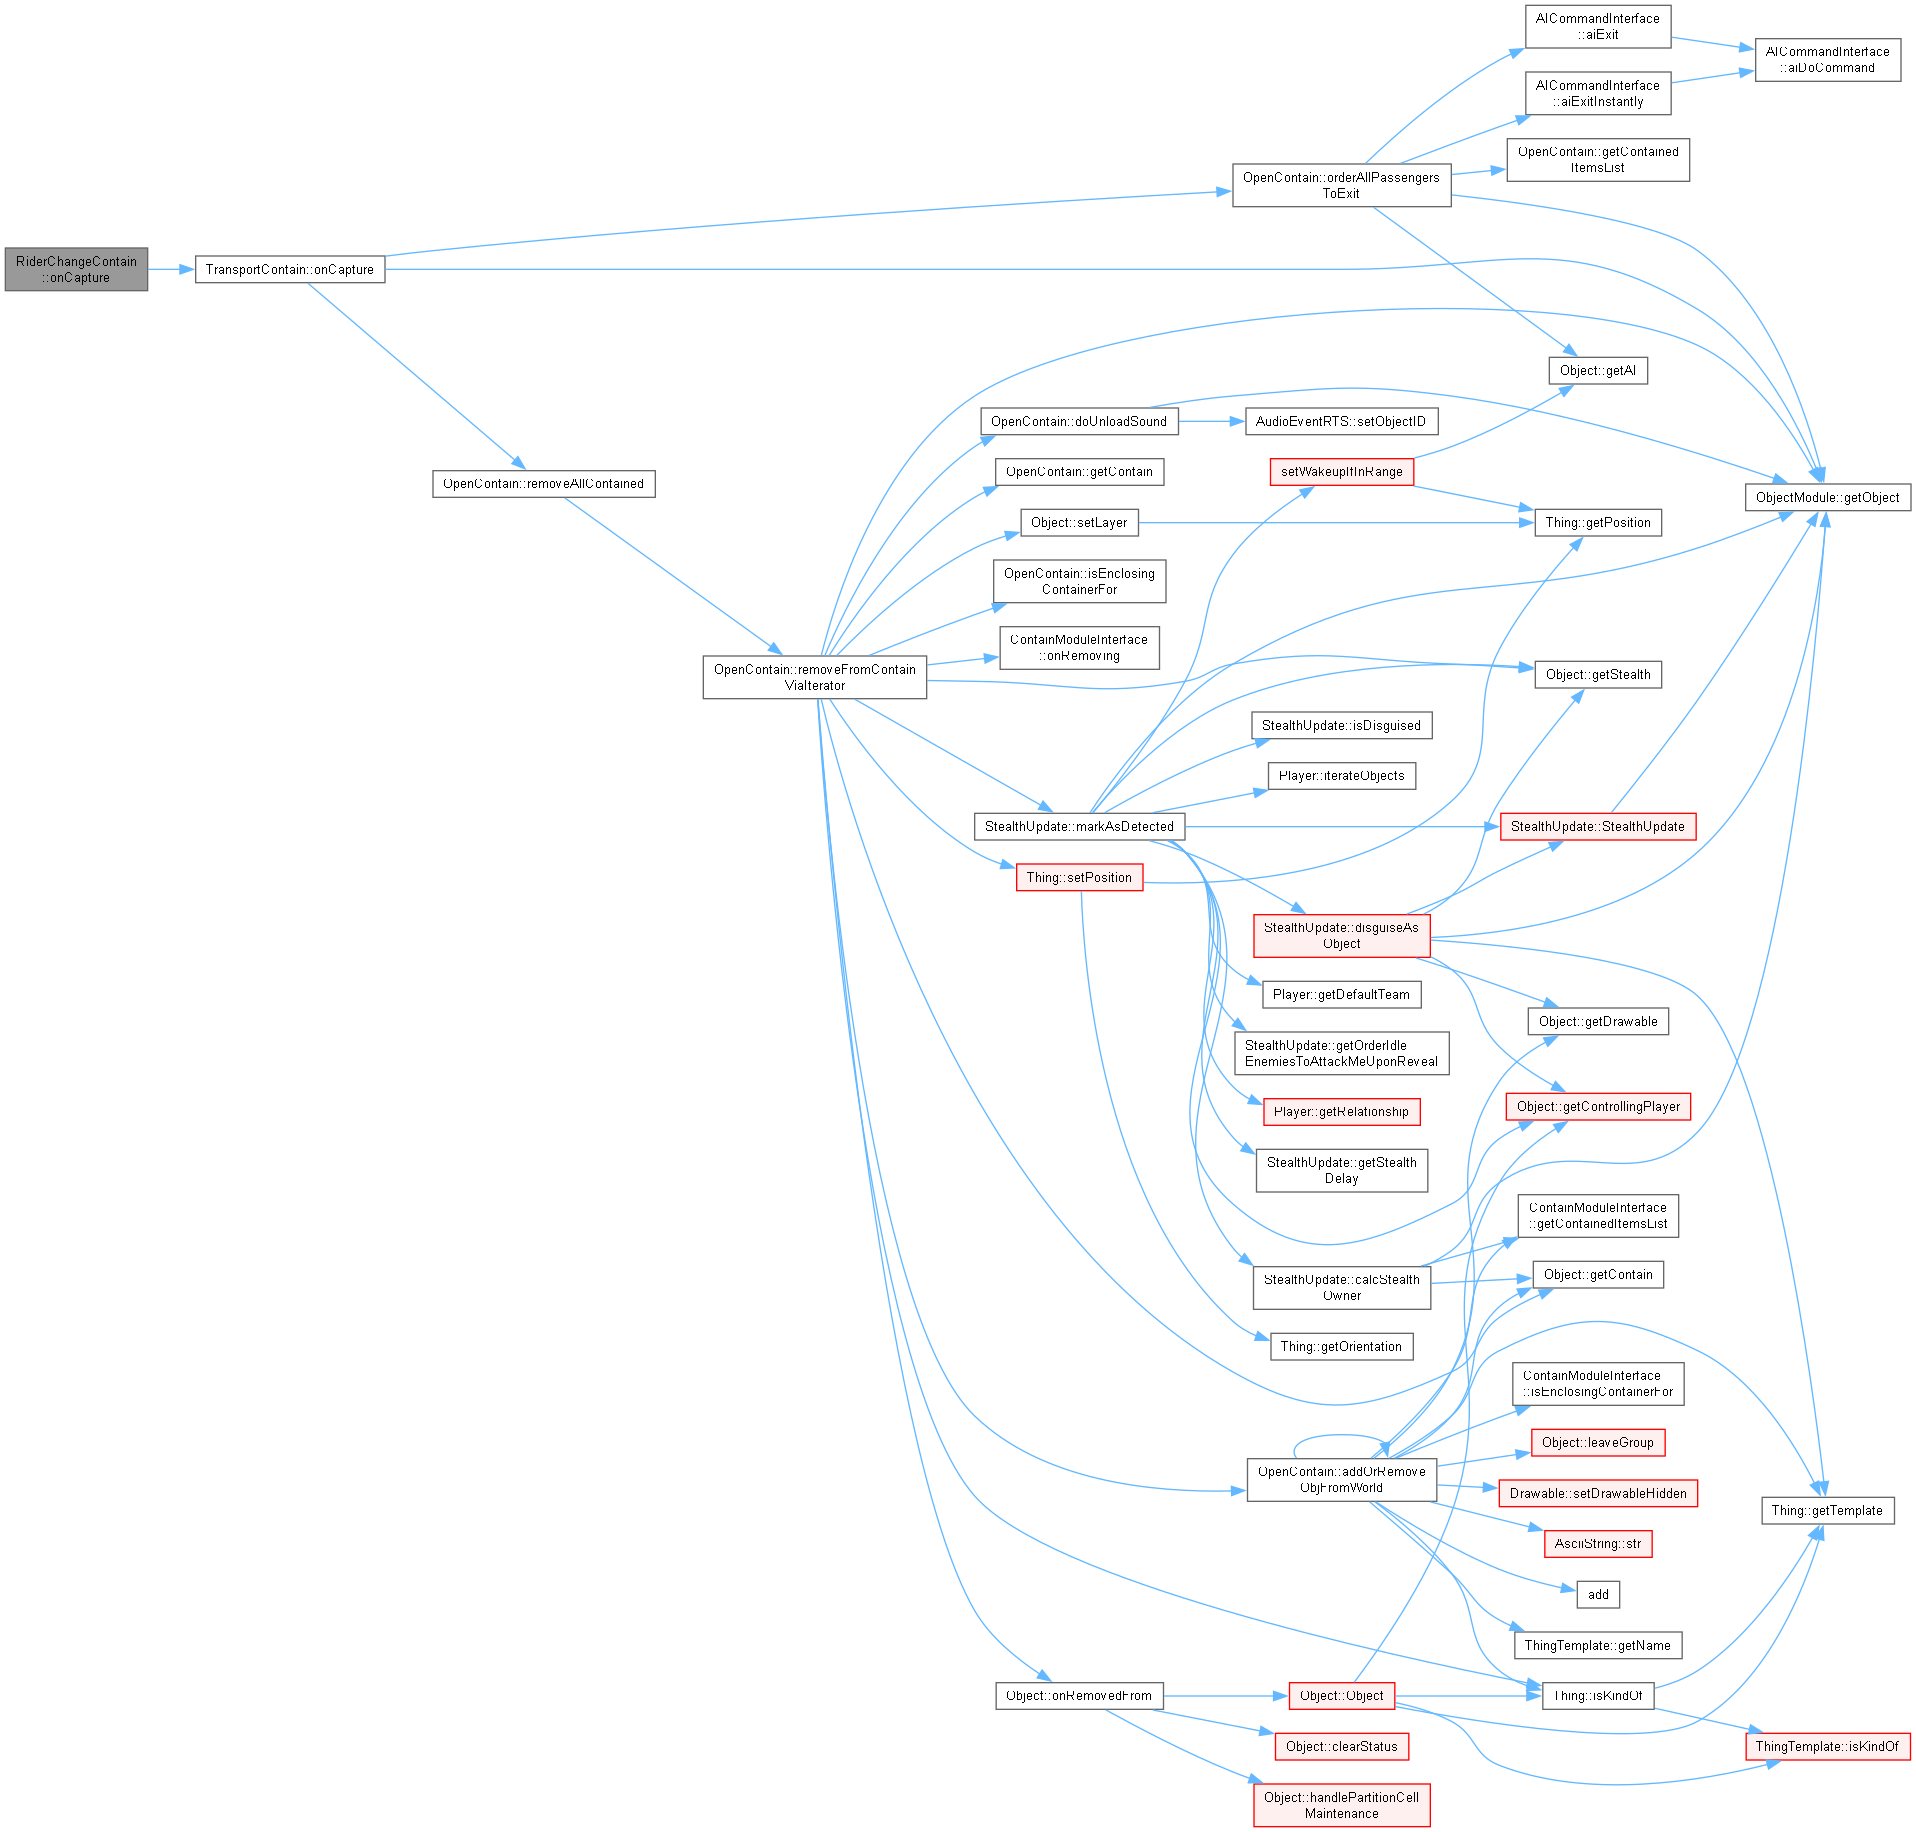 AICommandInterface
::aiExit
AICommandInterface
::aiDoCommand
AICommandInterface
::aiExitInstantly
OpenContain::getContained
ItemsList
OpenContain::orderAllPassengers
ToExit
RiderChangeContain
::onCapture
TransportContain::onCapture
Object::getAI
OpenContain::doUnloadSound
AudioEventRTS::setObjectID
OpenContain::getContain
setWakeupIfInRange
OpenContain::removeAllContained
ObjectModule::getObject
Object::setLayer
Thing::getPosition
OpenContain::isEnclosing
ContainerFor
ContainModuleInterface
::onRemoving
OpenContain::removeFromContain
ViaIterator
Object::getStealth
StealthUpdate::isDisguised
Player::iterateObjects
StealthUpdate::markAsDetected
StealthUpdate::StealthUpdate
Thing::setPosition
StealthUpdate::disguiseAs
Object
Player::getDefaultTeam
Object::getDrawable
StealthUpdate::getOrderIdle
EnemiesToAttackMeUponReveal
Player::getRelationship
Object::getControllingPlayer
StealthUpdate::getStealth
Delay
ContainModuleInterface
::getContainedItemsList
StealthUpdate::calcStealth
Owner
Object::getContain
Thing::getOrientation
ContainModuleInterface
::isEnclosingContainerFor
Object::leaveGroup
OpenContain::addOrRemove
ObjFromWorld
Drawable::setDrawableHidden
Thing::getTemplate
AsciiString::str
add
ThingTemplate::getName
Object::onRemovedFrom
Object::Object
Thing::isKindOf
Object::clearStatus
ThingTemplate::isKindOf
Object::handlePartitionCell
Maintenance